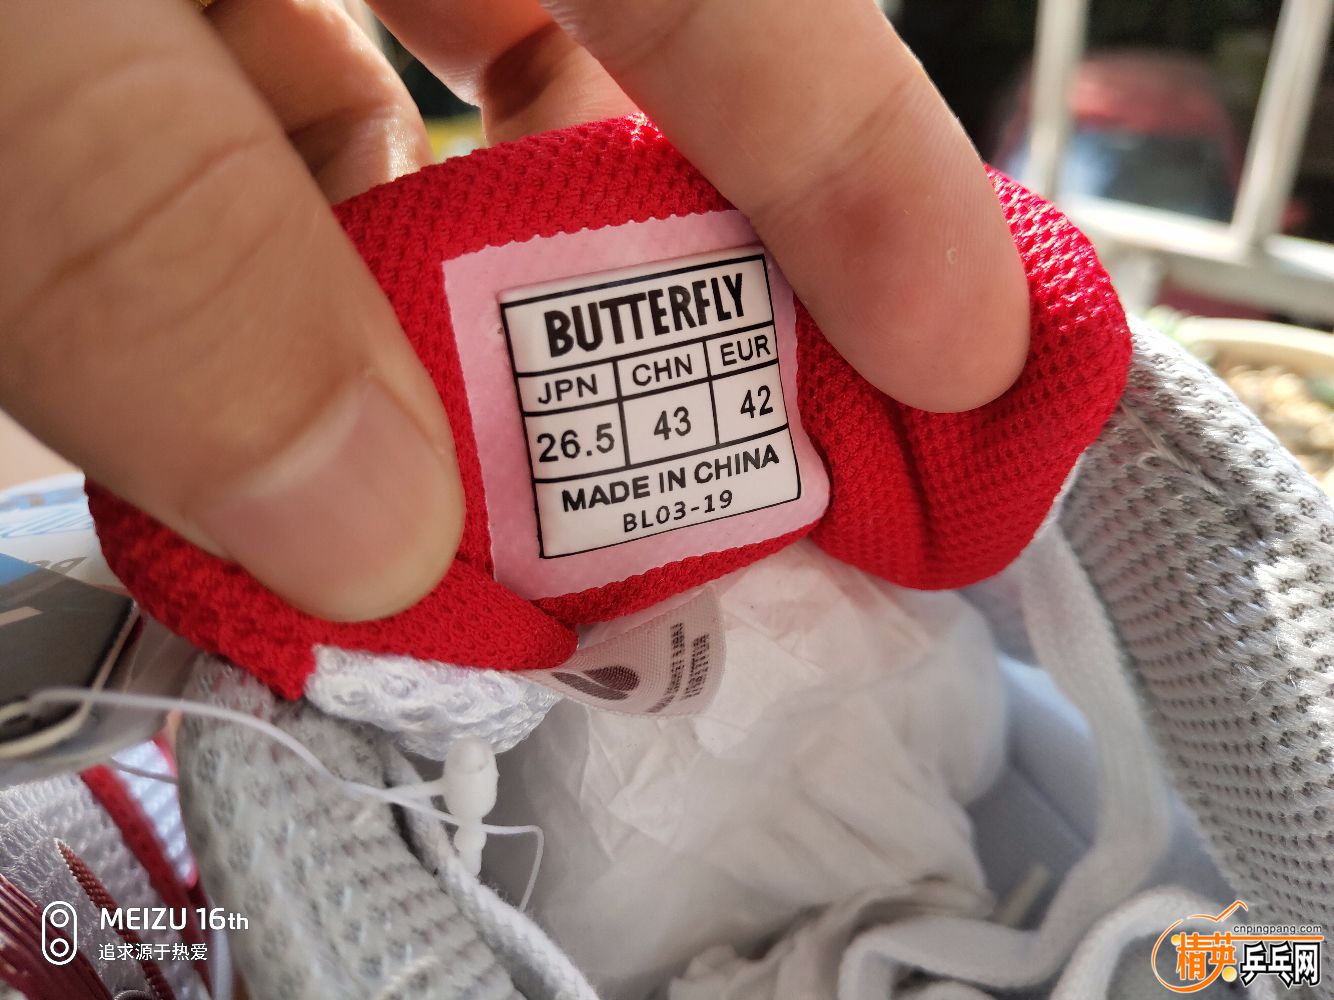 BUTTERFLY
JPN CHN EUR
26.5 43 42
MADE IN CHINA
BL03-19
MEIZU 16th
追求源于热爱
cnpingpang.com
精英乒乓网